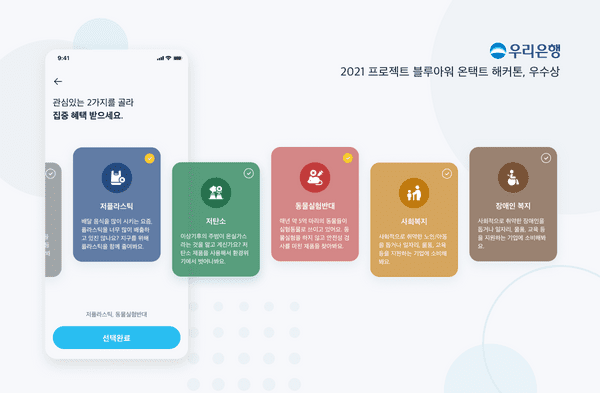 우리은행
2021 프로젝트 블루아워 온택트 해커톤, 우수상
9:41
관심있는 2가지를 골라
집중 혜택 받으세요.
저플라스틱
배달 음식을 많이 시키는 요즘,
플라스틱을 너무 많이 배출하
고 있진 않나요? 지구를 위해
플라스틱을 함께 줄여봐요.
저탄소
이상기후의 주범이 온실가스
라는 것을 알고 계신가요? 저
탄소 제품을 사용해서 환경위
기에서 벗어나봐요.
동물실험반대
매년 약 5억 마리의 동물들이
실험동물로 쓰이고 있어요. 동
물실험을 하지 않고 안전성 검
사를 마친 제품들 찾아봐요.
사회복지
사회적으로 취약한 노인/아동
을 돕거나 일자리, 물품, 교육
등을 지원하는 기업에 소비해
봐요.
장애인 복지
사회적으로 취약한 장애인을
돕거나 일자리, 물품, 교육 등
을 지원하는 기업에 소비해봐
요.
저플라스틱, 동물실험반대
선택완료